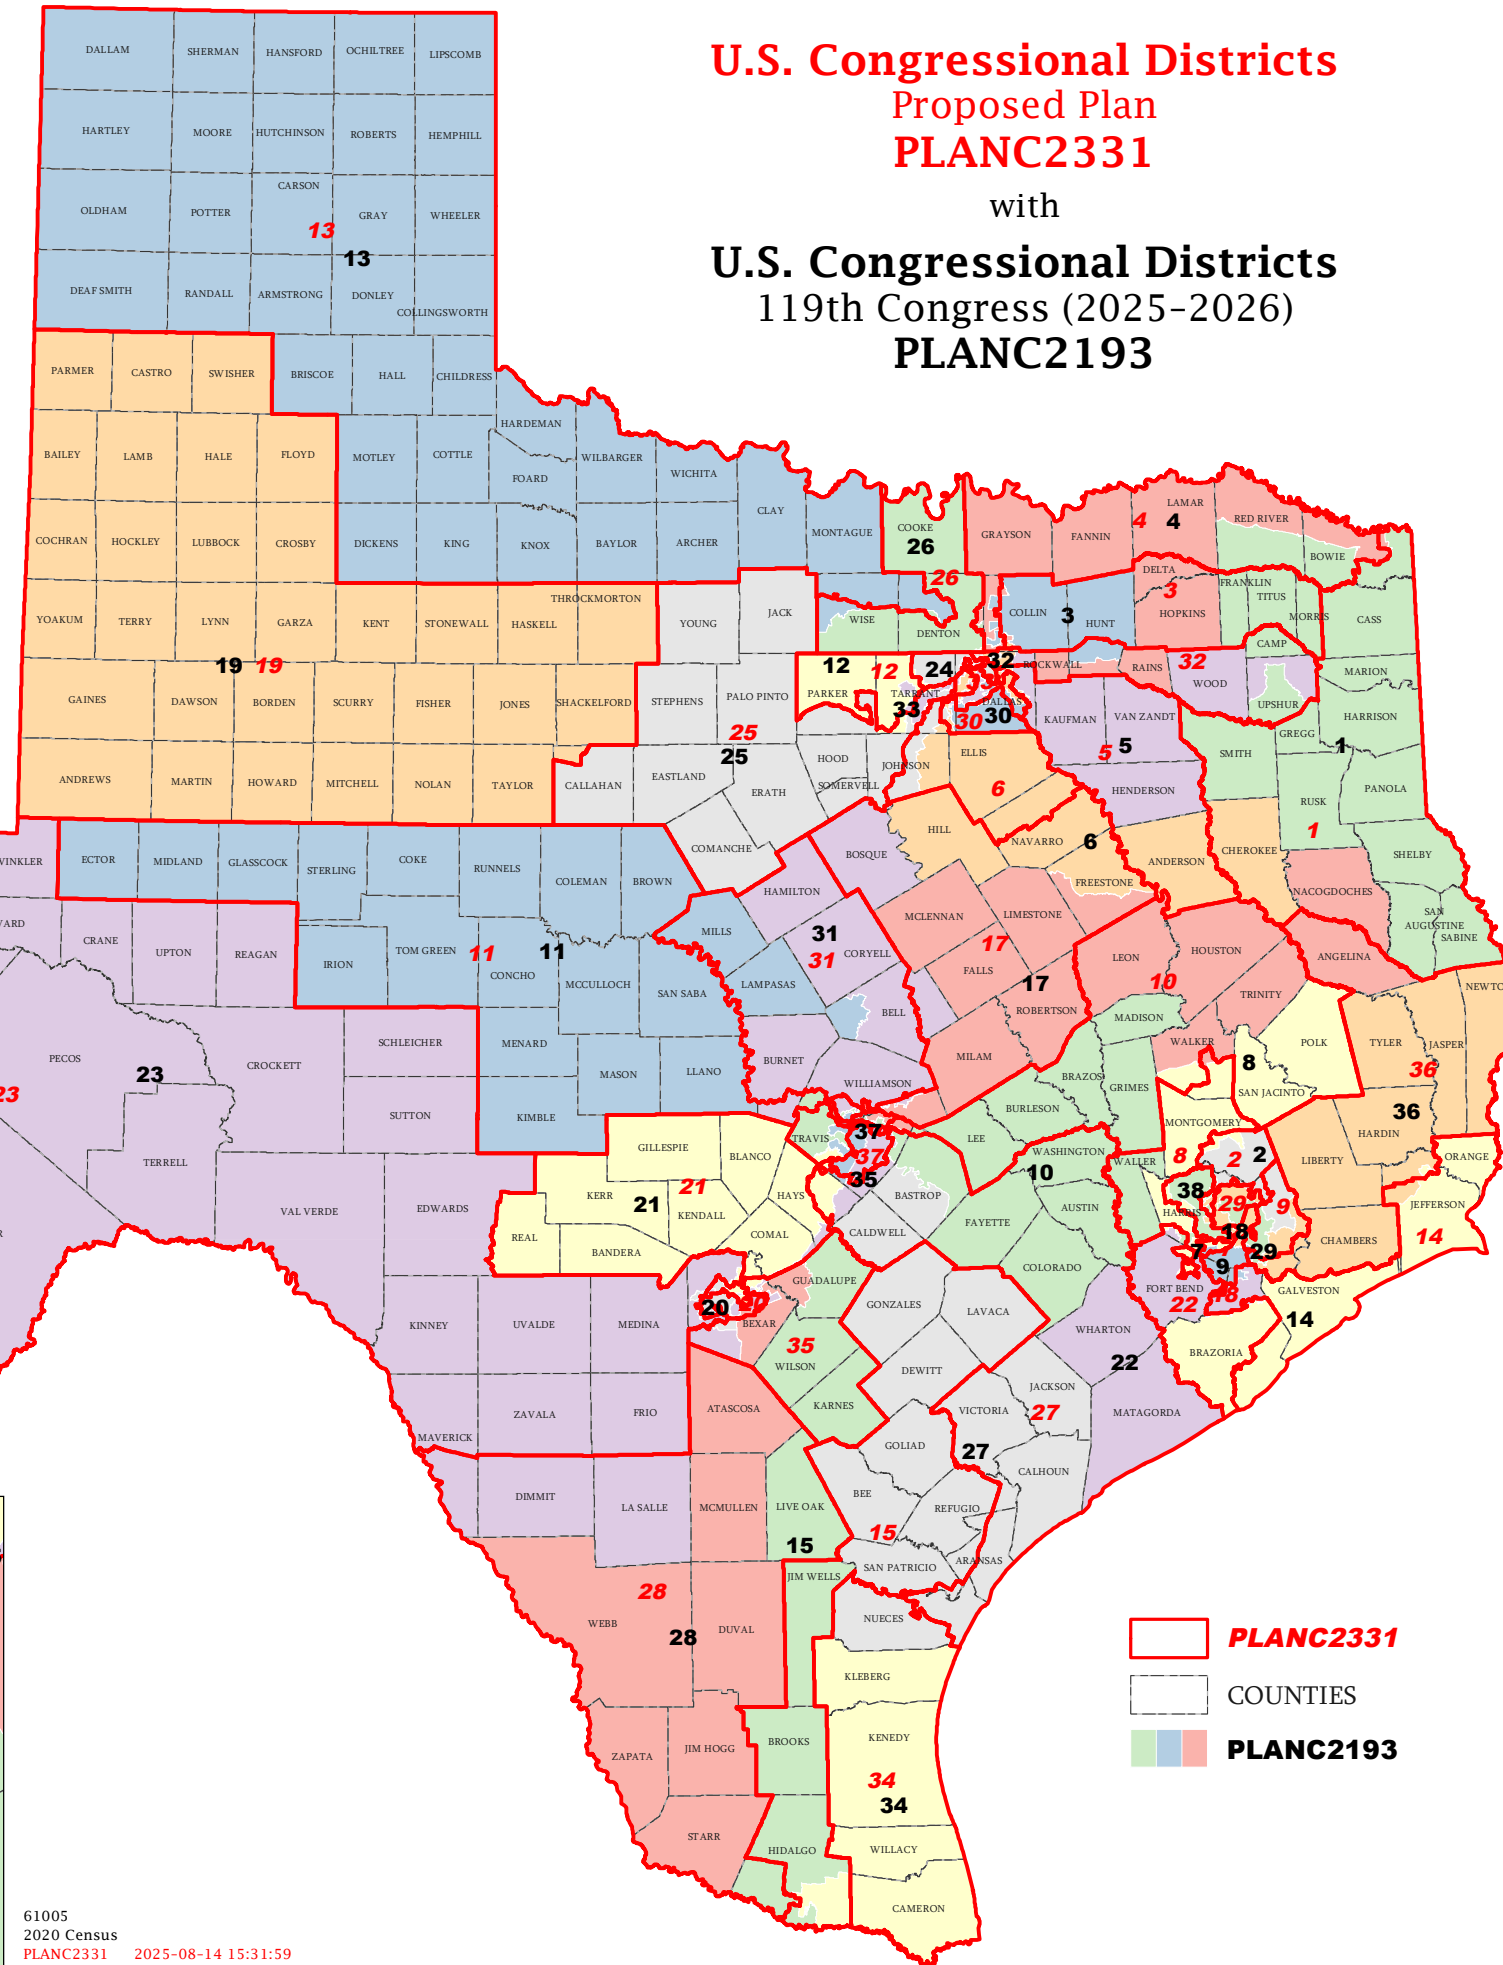 U.S. Congressional Districts
Proposed Plan
PLANC2331
with
U.S. Congressional Districts
119th Congress (2025–2026)
PLANC2193
DALLAM
SHERMAN
HANSFORD
OCHILTREE
LIPSCOMB
HARTLEY
MOORE
HUTCHINSON
ROBERTS
HEMPHILL
CARSON
OLDHAM
POTTER
GRAY
WHEELER
13
13
DEAF SMITH
RANDALL
ARMSTRONG
DONLEY
COLLINGSWORTH
PARMER
CASTRO
SWISHER
BRISCOE
HALL
CHILDRESS
HARDEMAN
BAILEY
LAMB
HALE
FLOYD
MOTLEY
COTTLE
FOARD
WILBARGER
WICHITA
CLAY
MONTAGUE
COOKE
26
GRAYSON
FANNIN
4
4
LAMAR
RED RIVER
BOWIE
COCHRAN
HOCKLEY
LUBBOCK
CROSBY
DICKENS
KING
KNOX
BAYLOR
ARCHER
26
DELTA
3
HOPKINS
FRANKLIN
TITUS
MORRIS
CASS
YOAKUM
TERRY
LYNN
GARZA
KENT
STONEWALL
HASKELL
THROCKMORTON
YOUNG
JACK
WISE
DENTON
COLLIN
3
HUNT
CAMP
19
19
12
12
24
32
ROCKWALL
RAINS
32
WOOD
MARION
GAINES
DAWSON
BORDEN
SCURRY
FISHER
JONES
SHACKELFORD
STEPHENS
PALO PINTO
PARKER
TARRANT
33
33
DALLAS
30
30
KAUFMAN
VAN ZANDT
UPSHUR
HARRISON
25
25
HOOD
JOHNSON
ELLIS
5
5
SMITH
GREGG
1
ANDREWS
MARTIN
HOWARD
MITCHELL
NOLAN
TAYLOR
CALLAHAN
EASTLAND
ERATH
SOMERVELL
6
HENDERSON
RUSK
PANOLA
1
WINKLER
ECTOR
MIDLAND
GLASSCOCK
STERLING
COKE
RUNNELS
COLEMAN
BROWN
COMANCHE
BOSQUE
HILL
NAVARRO
6
ANDERSON
CHEROKEE
SHELBY
HAMILTON
FREESTONE
NACOGDOCHES
WARD
CRANE
UPTON
REAGAN
IRION
TOM GREEN
11
CONCHO
11
MCCULLOCH
SAN SABA
MILLS
31
31
CORYELL
MCLENNAN
LIMESTONE
17
FALLS
17
LEON
HOUSTON
ANGELINA
SAN AUGUSTINE
SABINE
LAMPASAS
BELL
ROBERTSON
10
MADISON
TRINITY
POLK
TYLER
JASPER
NEWTO
PECOS
23
23
CROCKETT
SCHLEICHER
MENARD
MASON
LLANO
BURNET
MILAM
WALKER
8
36
SUTTON
KIMBLE
WILLIAMSON
BRAZOS
GRIMES
SAN JACINTO
36
HARDIN
BURLESON
MONTGOMERY
TERRELL
GILLESPIE
BLANCO
TRAVIS
37
37
35
LEE
WASHINGTON
10
WALLER
8
2
2
LIBERTY
ORANGE
VAL VERDE
EDWARDS
KERR
21
21
KENDALL
HAYS
BASTROP
AUSTIN
38
HARRIS
29
9
JEFFERSON
REAL
BANDERA
COMAL
CALDWELL
FAYETTE
18
7
29
CHAMBERS
14
GUADALUPE
COLORADO
9
KINNEY
UVALDE
MEDINA
20
20
BEXAR
GONZALES
LAVACA
FORT BEND
22
18
GALVESTON
14
35
WILSON
WHARTON
BRAZORIA
ZAVALA
FRIO
ATASCOSA
KARNES
DEWITT
22
MAVERICK
JACKSON
27
MATAGORDA
VICTORIA
GOLIAD
27
CALHOUN
DIMMIT
LA SALLE
MCMULLEN
LIVE OAK
BEE
REFUGIO
15
15
SAN PATRICIO
ARANSAS
JIM WELLS
28
WEBB
28
DUVAL
NUECES
KLEBERG
ZAPATA
JIM HOGG
BROOKS
KENEDY
34
34
STARR
HIDALGO
WILLACY
CAMERON
PLANC2331
COUNTIES
PLANC2193
61005
2020 Census
PLANC2331 2025–08–14 15:31:59